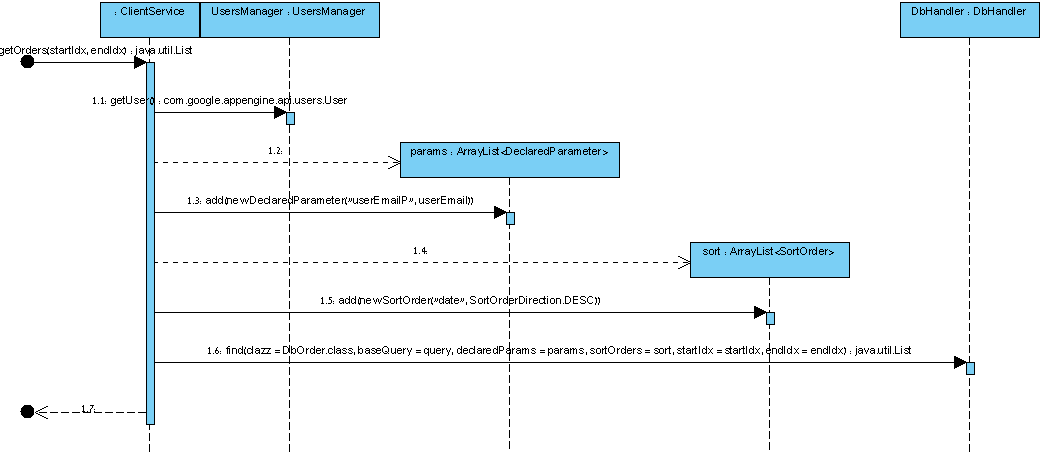 : ClientService
UsersManager : UsersManager
DbHandler : DbHandler
getOrders(startIdx, endIdx) : java.util.List
1.1: getUser() : com.google.appengine.api.users.User
1.2:
params : ArrayList<DeclaredParameter>
1.3: add(newDeclaredParameter("userEmailP", userEmail))
1.4:
sort : ArrayList<SortOrder>
1.5: add(newSortOrder("date", SortOrderDirection.DESC))
1.6: find(clazz = DbOrder.class, baseQuery = query, declaredParams = params, sortOrders = sort, startIdx = startIdx, endIdx = endIdx) : java.util.List
1.7: